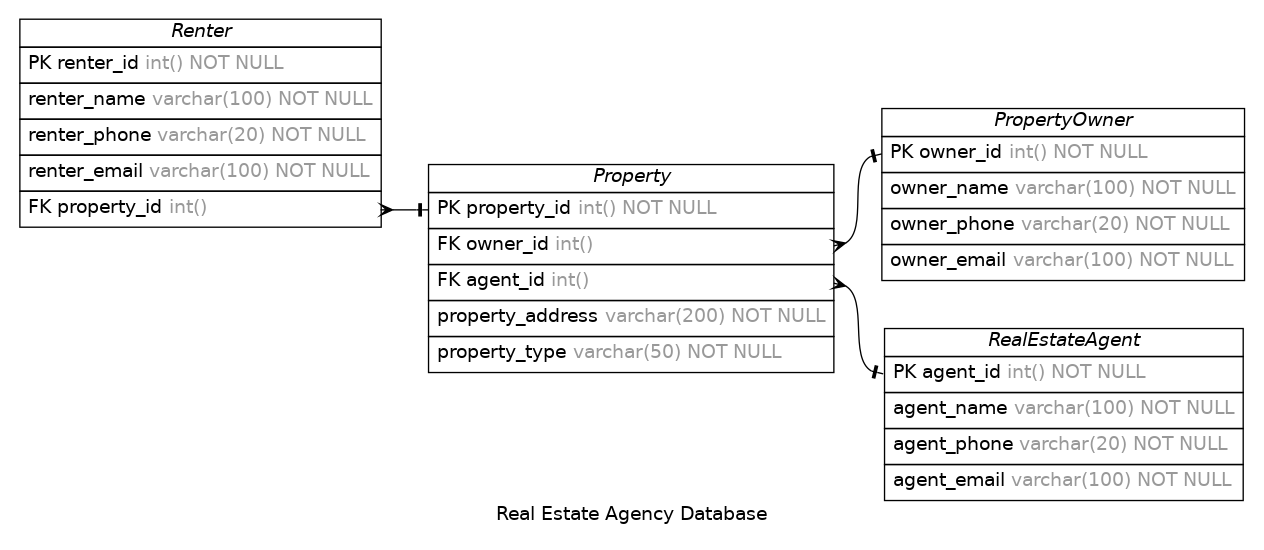 Renter
PK renter_id int() NOT NULL
renter_name varchar(100) NOT NULL
renter_phone varchar(20) NOT NULL
renter_email varchar(100) NOT NULL
FK property_id int()
Property
PK property_id int() NOT NULL
FK owner_id int()
FK agent_id int()
property_address varchar(200) NOT NULL
property_type varchar(50) NOT NULL
PropertyOwner
PK owner_id int() NOT NULL
owner_name varchar(100) NOT NULL
owner_phone varchar(20) NOT NULL
owner_email varchar(100) NOT NULL
RealEstateAgent
PK agent_id int() NOT NULL
agent_name varchar(100) NOT NULL
agent_phone varchar(20) NOT NULL
agent_email varchar(100) NOT NULL
Real Estate Agency Database